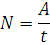 N = A/t